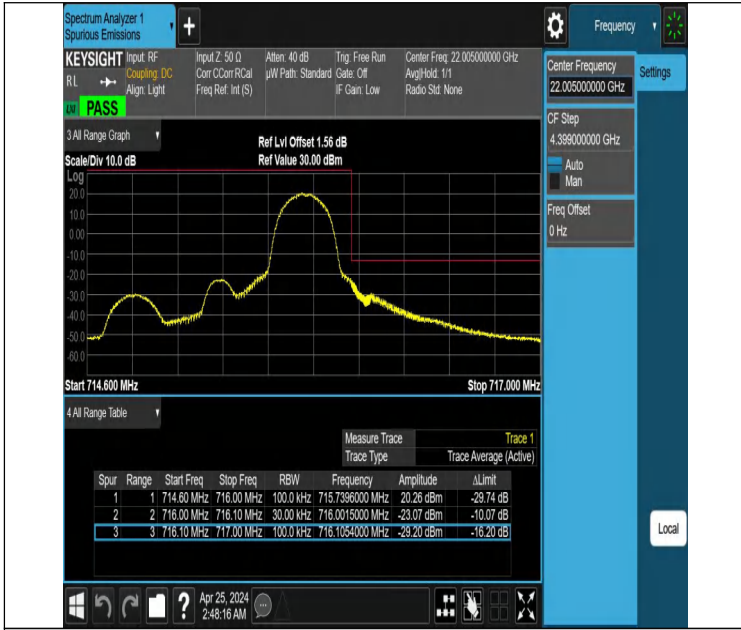 Spectrum Analyzer 1
Spurious Emissions
Frequency
KEYSIGHT
RL
Input: RF
Coupling: DC
Align: Light
Input Z: 50 Ω
Corr CCorr RCal
Freq Ref: Int (S)
Atten: 40 dB
µW Path: Standard
Trig: Free Run
Gate: Off
IF Gain: Low
Center Freq: 22.005000000 GHz
Avg|Hold: 1/1
Radio Std: None
PASS
3 All Range Graph
Ref Lvl Offset 1.56 dB
Scale/Div 10.0 dB
Ref Value 30.00 dBm
Log
20.0
10.0
0.00
-10.0
-20.0
-30.0
-40.0
-50.0
-60.0
Start 714.600 MHz
Stop 717.000 MHz
4 All Range Table
Measure Trace Trace 1
Trace Type Trace Average (Active)
Spur Range Start Freq Stop Freq RBW Frequency Amplitude ΔLimit
1 1 714.60 MHz 716.00 MHz 100.0 kHz 715.7396000 MHz 20.26 dBm -29.74 dB
2 2 716.00 MHz 716.10 MHz 30.00 kHz 716.0015000 MHz -23.07 dBm -10.07 dB
3 3 716.10 MHz 717.00 MHz 100.0 kHz 716.1054000 MHz -29.20 dBm -16.20 dB
Center Frequency
22.005000000 GHz
Settings
CF Step
4.399000000 GHz
Auto
Man
Freq Offset
0 Hz
Local
Apr 25, 2024
2:48:16 AM